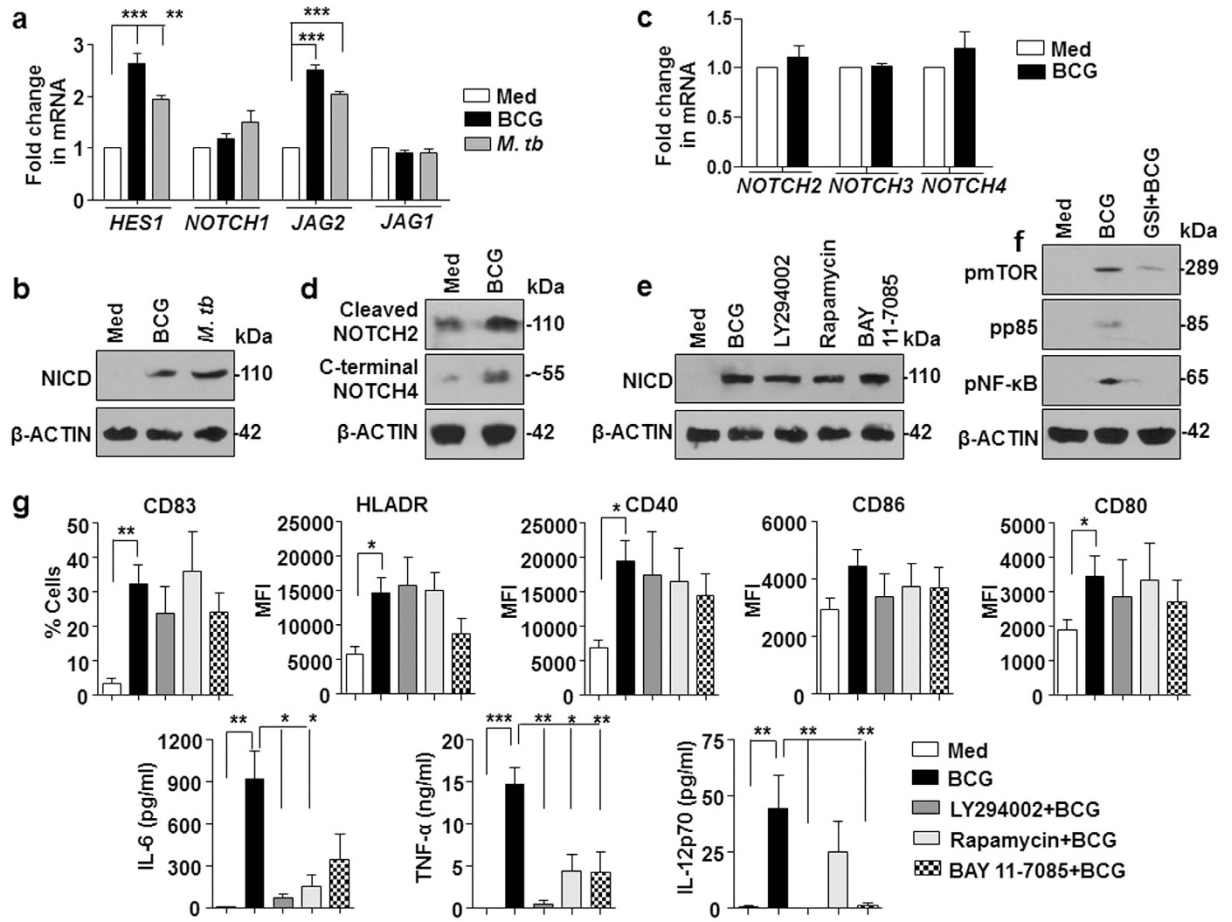 a
*** **
***
***
Fold change
in mRNA
3
2
1
0
HES1 NOTCH1 JAG2 JAG1
Med
BCG
M. tb
c
Fold change
in mRNA
1.5
1.0
0.5
0.0
NOTCH2 NOTCH3 NOTCH4
Med
BCG
b
Med BCG M. tb kDa
NICD -110
β-ACTIN -42
d
Med BCG kDa
Cleaved
NOTCH2 -110
C-terminal
NOTCH4 -~55
β-ACTIN -42
e
Med BCG LY294002 Rapamycin BAY
11-7085 kDa
NICD -110
β-ACTIN -42
f
Med BCG GSI+BCG kDa
pmTOR -289
pp85 -85
pNF-κB -65
β-ACTIN -42
g
CD83
% Cells
50
40
30
20
10
0
**
HLADR
MFI
25000
20000
15000
10000
5000
0
*
CD40
MFI
25000
20000
15000
10000
5000
0
*
CD86
MFI
6000
4000
2000
0
CD80
MFI
5000
4000
3000
2000
1000
0
*
IL-6 (pg/ml)
1200
900
600
300
0
** * *
TNF-α (ng/ml)
20
15
10
5
0
*** ** * **
IL-12p70 (pg/ml)
75
50
25
0
** ** **
Med
BCG
LY294002+BCG
Rapamycin+BCG
BAY 11-7085+BCG